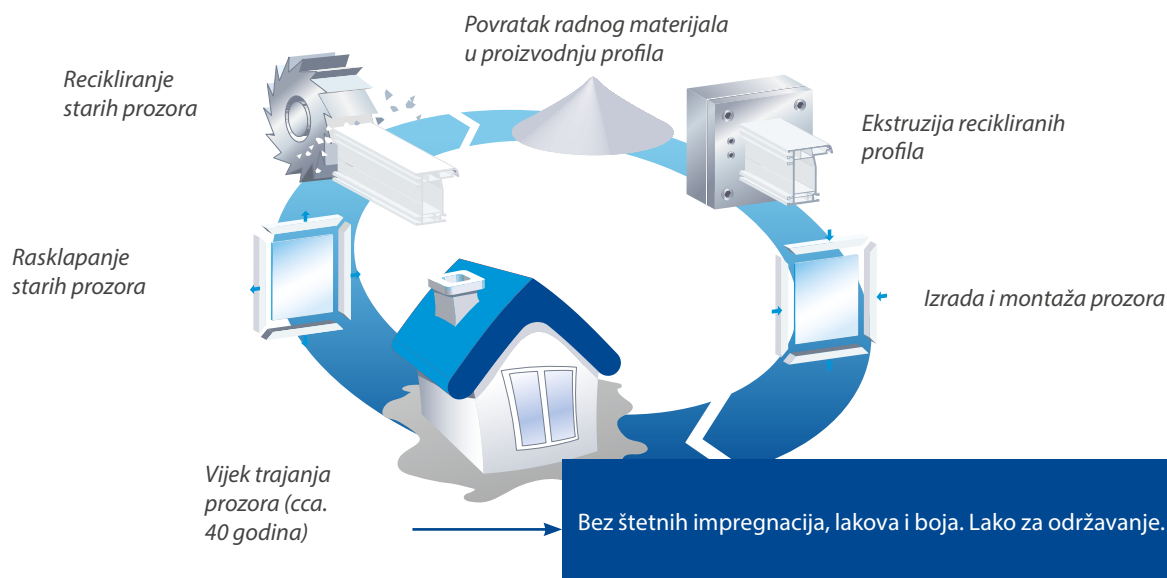 Povratak radnog materijala
u proizvodnju profila
Recikliranje
starih prozora
Ekstruzija recikliranih
profila
Rasklapanje
starih prozora
Izrada i montaža prozora
Vijek trajanja
prozora (cca.
40 godina)
Bez štetnih impregnacija, lakova i boja. Lako za održavanje.